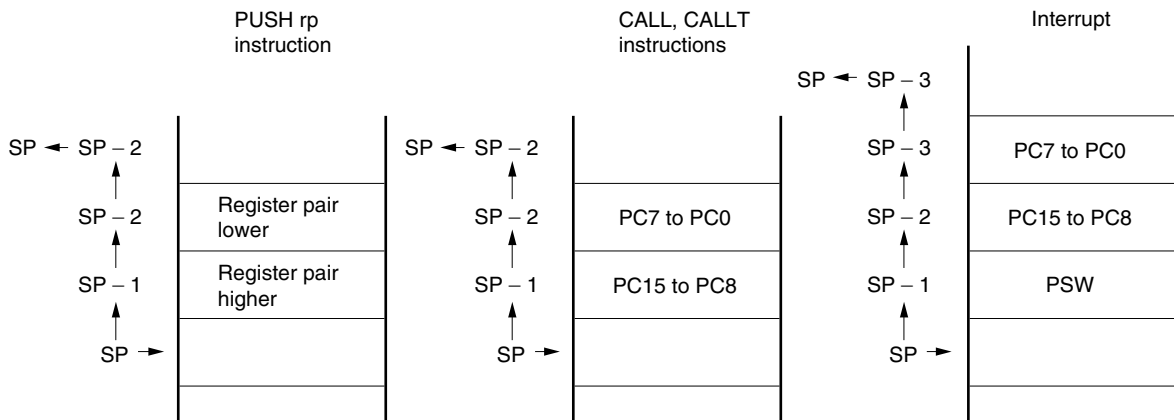 PUSH rp
instruction
SP SP – 2
SP – 2
Register pair
lower
SP – 1
Register pair
higher
SP
CALL, CALLT
instructions
SP SP – 2
SP – 2
PC7 to PC0
SP – 1
PC15 to PC8
SP
Interrupt
SP SP – 3
SP – 3
PC7 to PC0
SP – 2
PC15 to PC8
SP – 1
PSW
SP